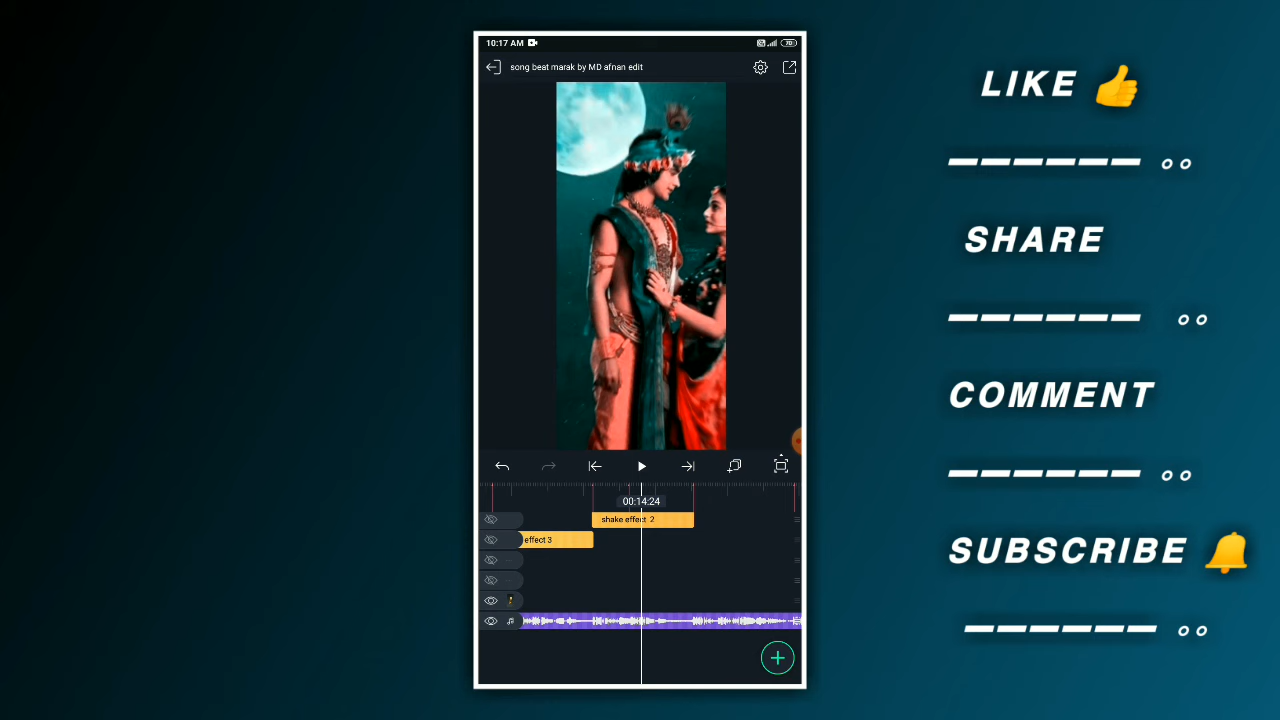 10:17 AM
70
song beat marak by MD afnan edit
00:14:24
shake effect 2
effect 3
LIKE
SHARE
COMMENT
SUBSCRIBE